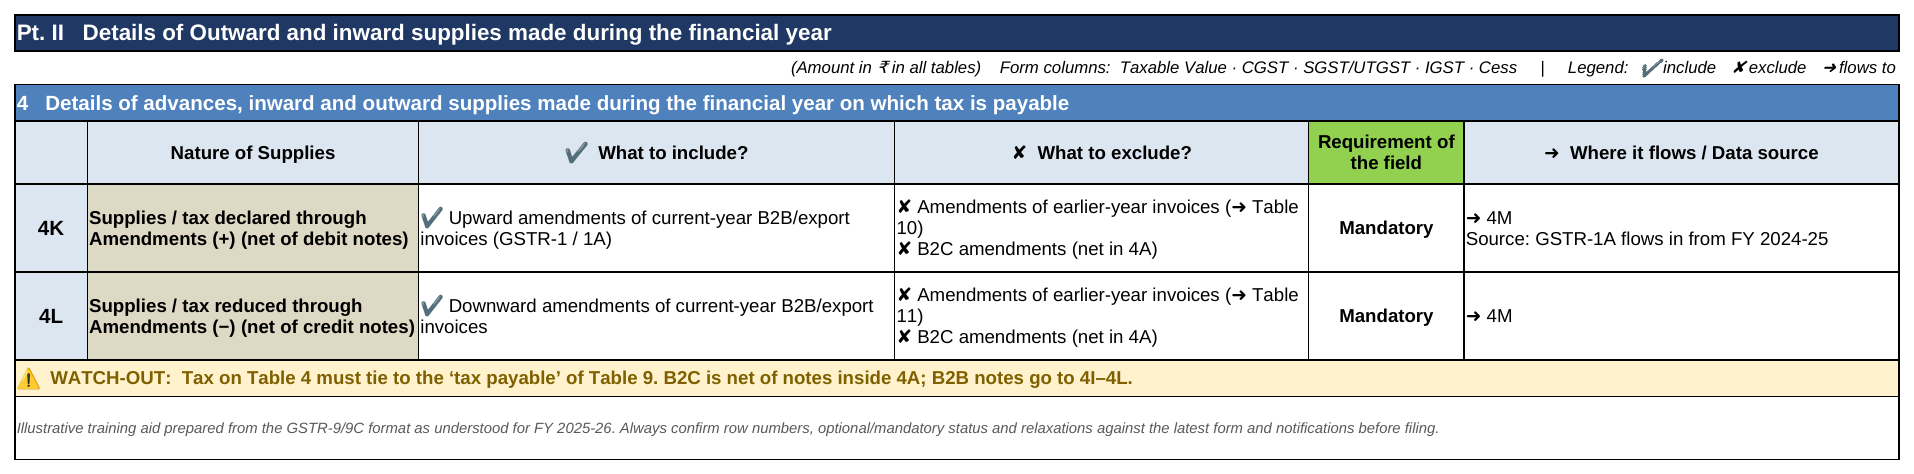 Pt. II Details of Outward and inward supplies made during the financial year
(Amount in ₹ in all tables) Form columns: Taxable Value · CGST · SGST/UTGST · IGST · Cess | Legend: ✔include ✘exclude ➔flows to
4 Details of advances, inward and outward supplies made during the financial year on which tax is payable
Nature of Supplies
✔ What to include?
✘ What to exclude?
Requirement of
the field
➔ Where it flows / Data source
4K
Supplies / tax declared through
Amendments (+) (net of debit notes)
✔ Upward amendments of current-year B2B/export
invoices (GSTR-1 / 1A)
✘ Amendments of earlier-year invoices (➔ Table
10)
✘ B2C amendments (net in 4A)
Mandatory
➔ 4M
Source: GSTR-1A flows in from FY 2024-25
4L
Supplies / tax reduced through
Amendments (−) (net of credit notes)
✔ Downward amendments of current-year B2B/export
invoices
✘ Amendments of earlier-year invoices (➔ Table
11)
✘ B2C amendments (net in 4A)
Mandatory
➔ 4M
⚠ WATCH-OUT: Tax on Table 4 must tie to the ‘tax payable’ of Table 9. B2C is net of notes inside 4A; B2B notes go to 4I–4L.
Illustrative training aid prepared from the GSTR-9/9C format as understood for FY 2025-26. Always confirm row numbers, optional/mandatory status and relaxations against the latest form and notifications before filing.